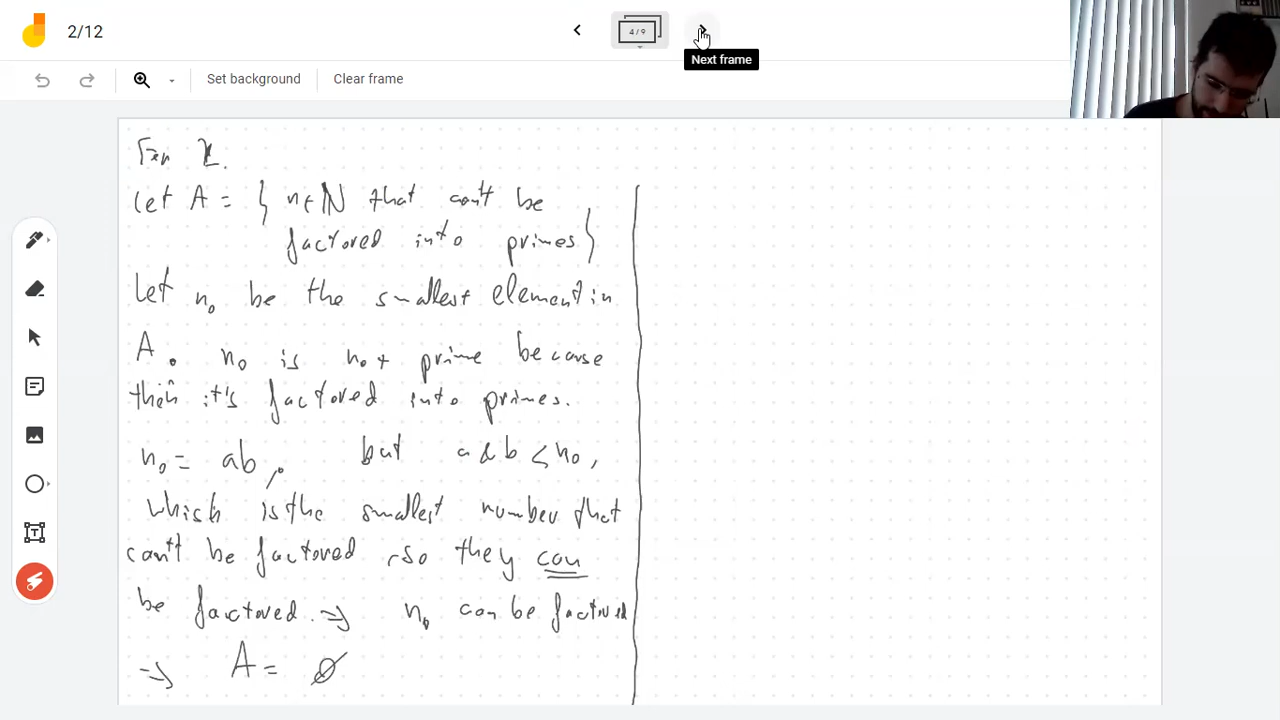 2/12
4/9
Next frame
Set background
Clear frame
For ℤ.
Let A = { n∈ℕ that can't be
factored into primes }
Let n₀ be the smallest element in
A. n₀ is not prime because
then it's factored into primes.
n₀ = ab, but a & b < n₀,
which is the smallest number that
can't be factored, so they can
be factored. ⇒ n₀ can be factored
⇒ A = ∅